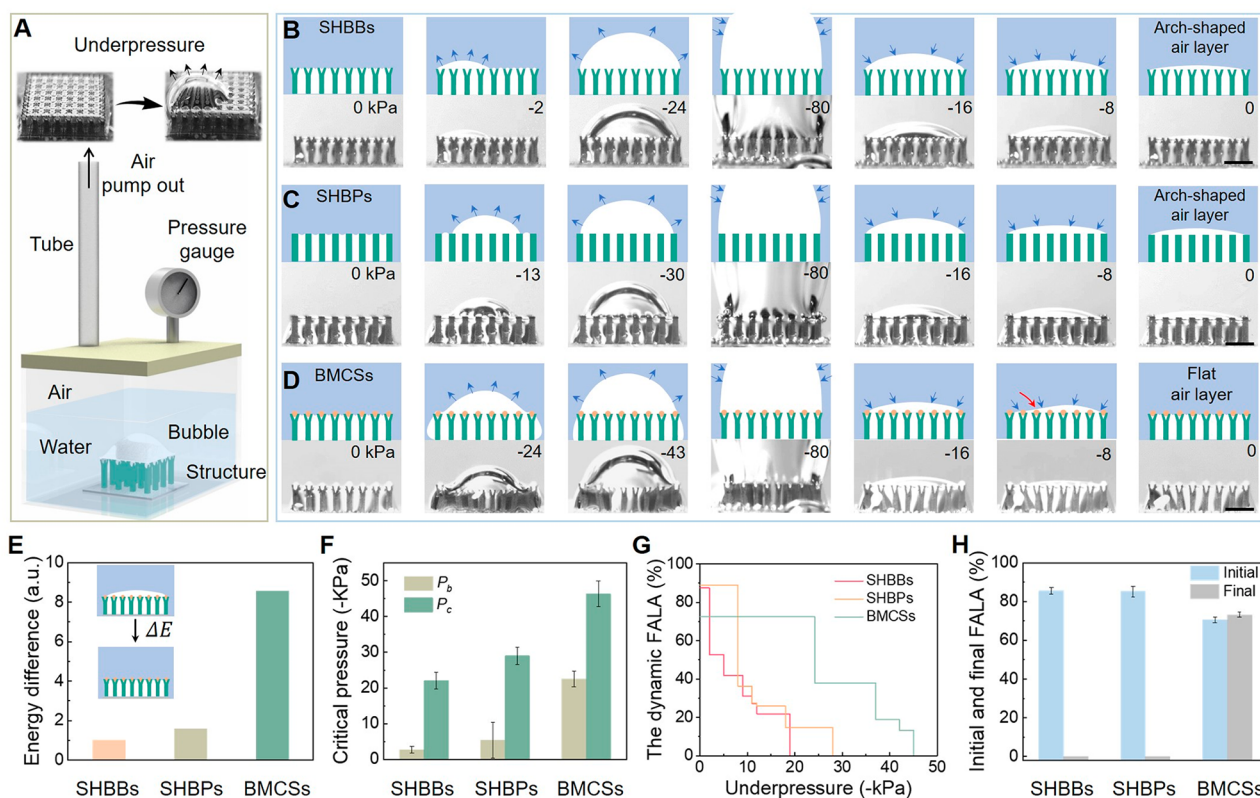 A
Underpressure
Air
pump out
Tube
Pressure
gauge
Air
Water
Bubble
Structure
B
SHBBs
Arch-shaped
air layer
0 kPa
-2
-24
-80
-16
-8
0
C
SHBPs
Arch-shaped
air layer
0 kPa
-13
-30
-80
-16
-8
0
D
BMCSs
Flat
air layer
0 kPa
-24
-43
-80
-16
-8
0
E
Energy difference (a.u.)
10
8
6
4
2
0
ΔE
SHBBs
SHBPs
BMCSs
F
Critical pressure (-KPa)
50
40
30
20
10
0
P_b
P_c
SHBBs
SHBPs
BMCSs
G
The dynamic FALA (%)
100
80
60
40
20
0
SHBBs
SHBPs
BMCSs
0
10
20
30
40
50
Underpressure (-kPa)
H
Initial and final FALA (%)
100
80
60
40
20
0
Initial
Final
SHBBs
SHBPs
BMCSs